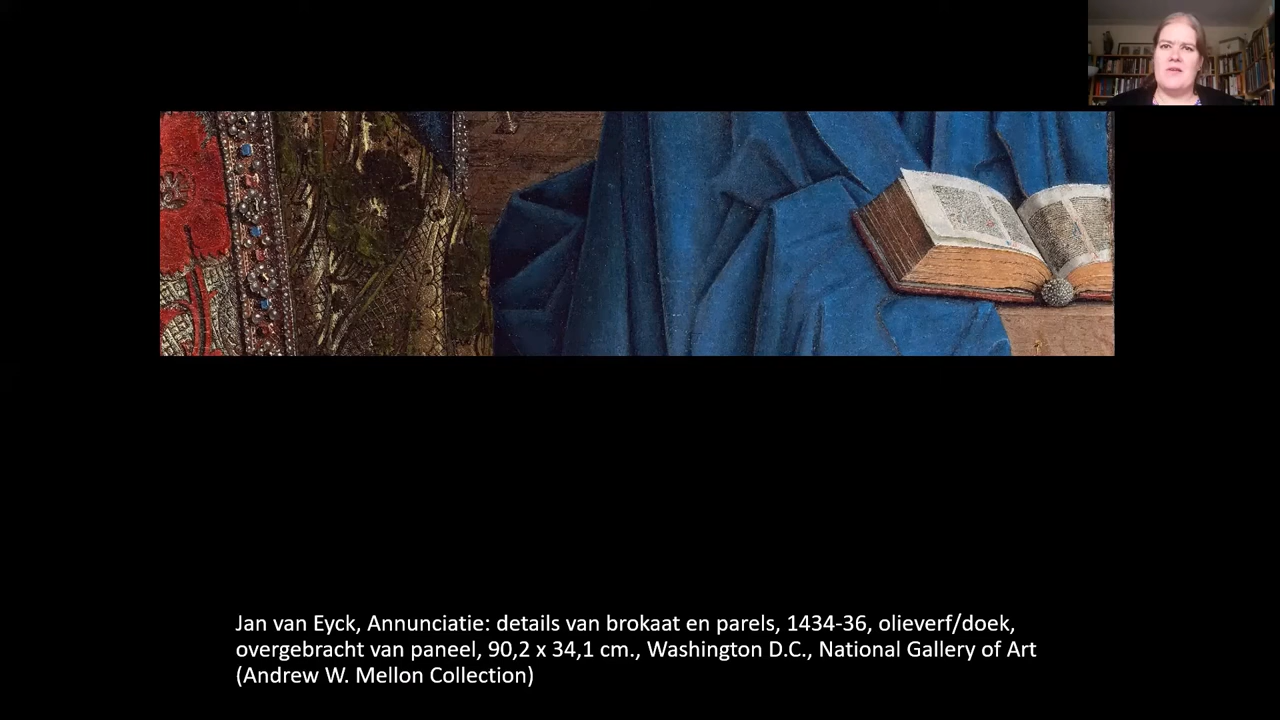 Jan van Eyck, Annunciatie: details van brokaat en parels, 1434-36, olieverf/doek,
overgebracht van paneel, 90,2 x 34,1 cm., Washington D.C., National Gallery of Art
(Andrew W. Mellon Collection)